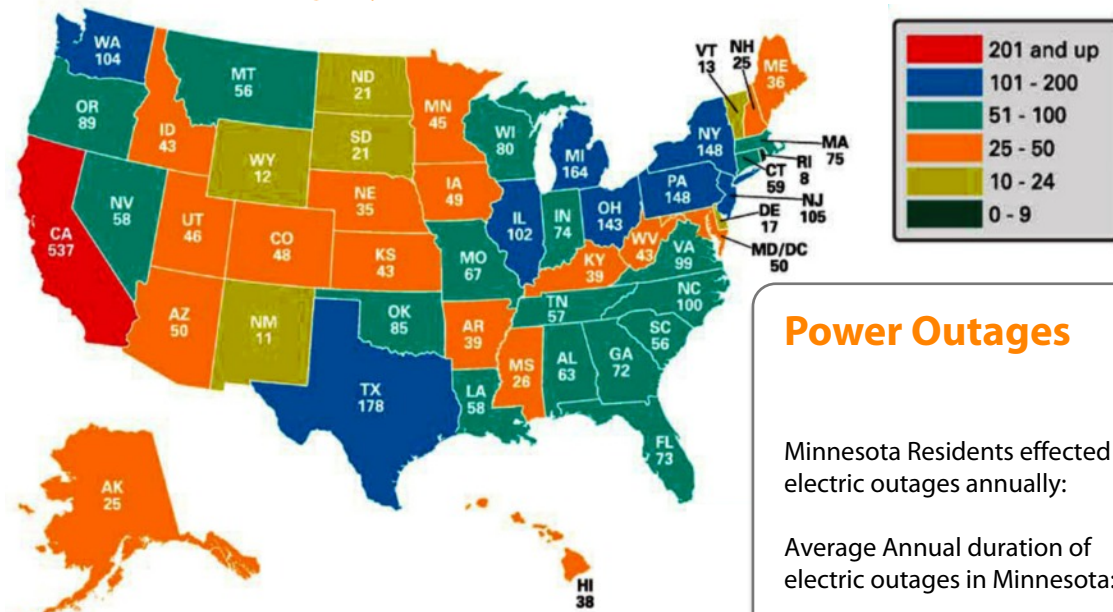 WA
104
OR
89
CA
537
NV
58
ID
43
MT
56
WY
12
UT
46
AZ
50
CO
48
NM
11
ND
21
SD
21
NE
35
KS
43
OK
85
TX
178
MN
45
IA
49
MO
67
AR
39
LA
58
WI
80
IL
102
MI
164
IN
74
OH
143
KY
39
TN
57
MS
26
AL
63
GA
72
FL
73
SC
56
NC
100
VA
99
WV
43
PA
148
NY
148
VT
13
NH
25
ME
36
MA
75
RI
8
CT
59
NJ
105
DE
17
MD/DC
50
AK
25
HI
38
201 and up
101 - 200
51 - 100
25 - 50
10 - 24
0 - 9
Power Outages
Minnesota Residents effected
electric outages annually:
Average Annual duration of
electric outages in Minnesota: